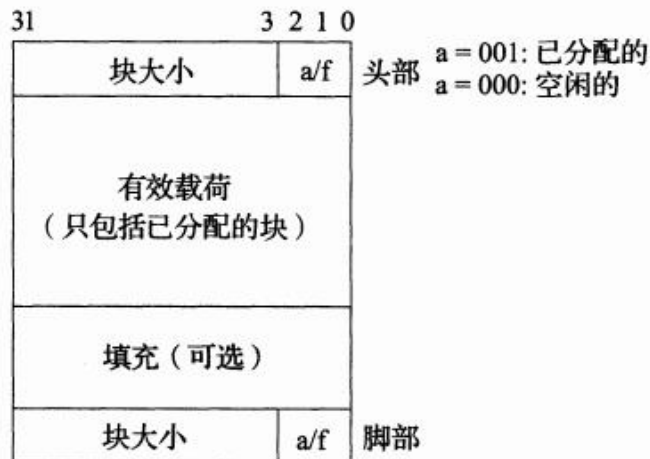 31 3 2 1 0
块大小 a/f 头部 a = 001: 已分配的
a = 000: 空闲的
有效载荷
（只包括已分配的块）
填充（可选）
块大小 a/f 脚部